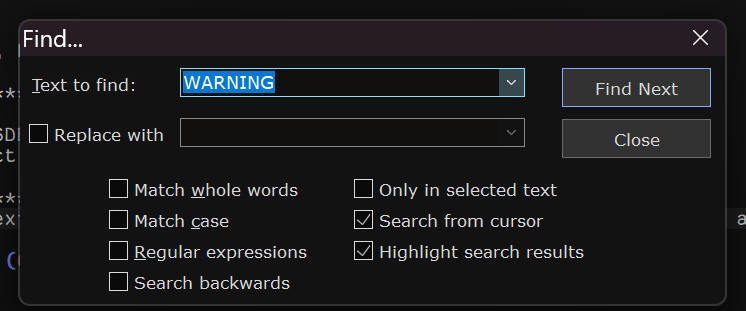 Find...
Text to find: WARNING Find Next
Replace with Close
Match whole words Only in selected text
Match case Search from cursor
Regular expressions Highlight search results
Search backwards